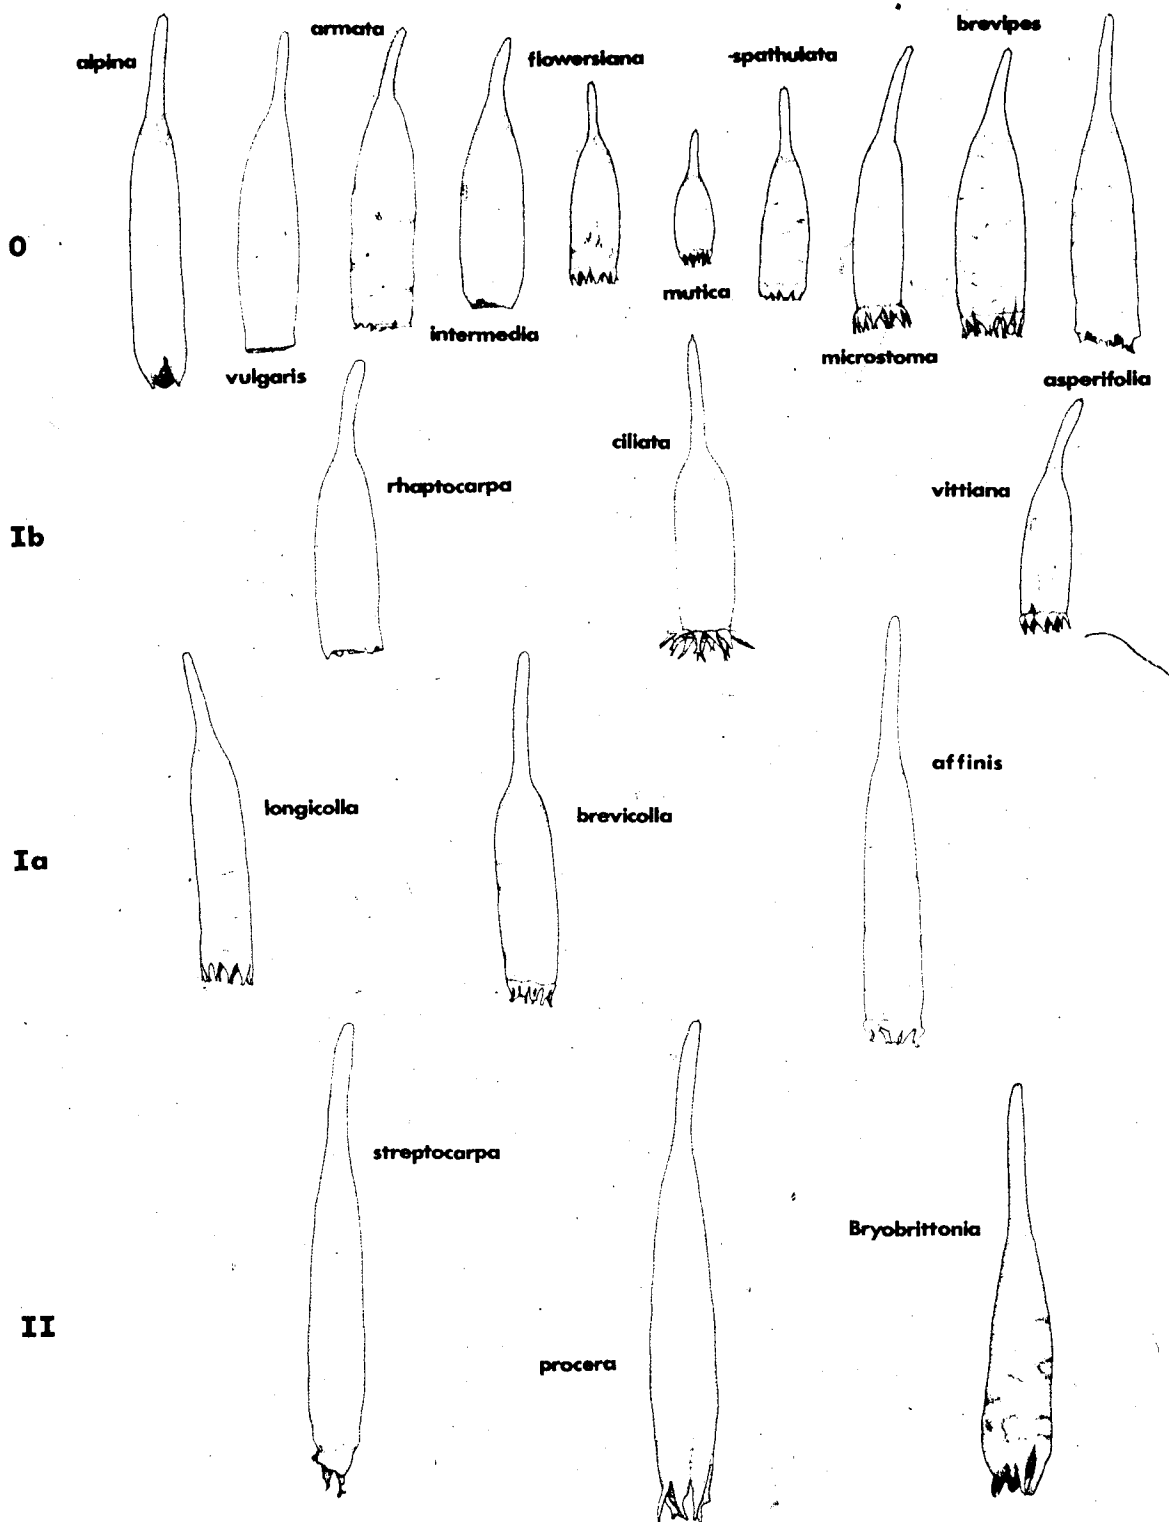 alpina
armata
flowersiana
spathulata
brevipes
O
vulgaris
intermedia
mutica
microstoma
asperifolia
Ib
rhaptocarpa
ciliata
vittiana
Ia
longicolla
brevicolla
affinis
II
streptocarpa
procera
Bryobrittonia